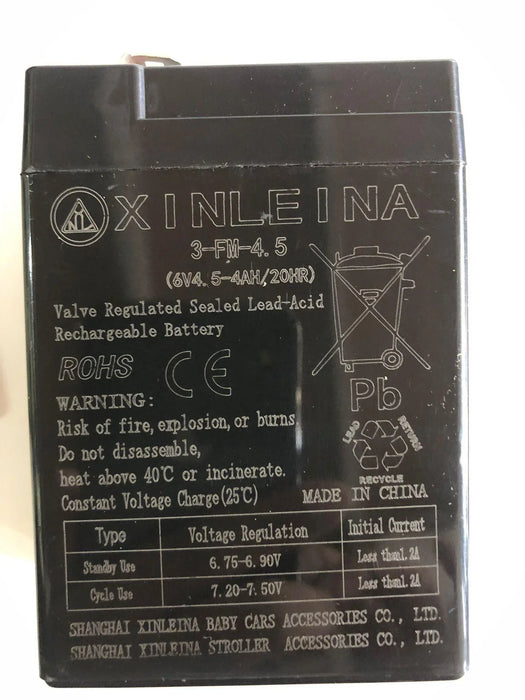 XINLEINA
3-FM-4.5
(6V4.5-4AH/20HR)
Valve Regulated Sealed Lead-Acid
Rechargeable Battery
ROHS CE
Pb
WARNING:
Risk of fire, explosion, or burns
Do not disassemble,
heat above 40℃ or incinerate.
Constant Voltage Charge(25℃)
LEAD RETURN
RECYCLE
MADE IN CHINA
Type Voltage Regulation Initial Current
Standby Use 6.75-6.90V Less than1.2A
Cycle Use 7.20-7.50V Less than1.2A
SHANGHAI XINLEINA BABY CARS ACCESSORIES CO., LTD.
SHANGHAI XINLEINA STROLLER ACCESSORIES CO., LTD.